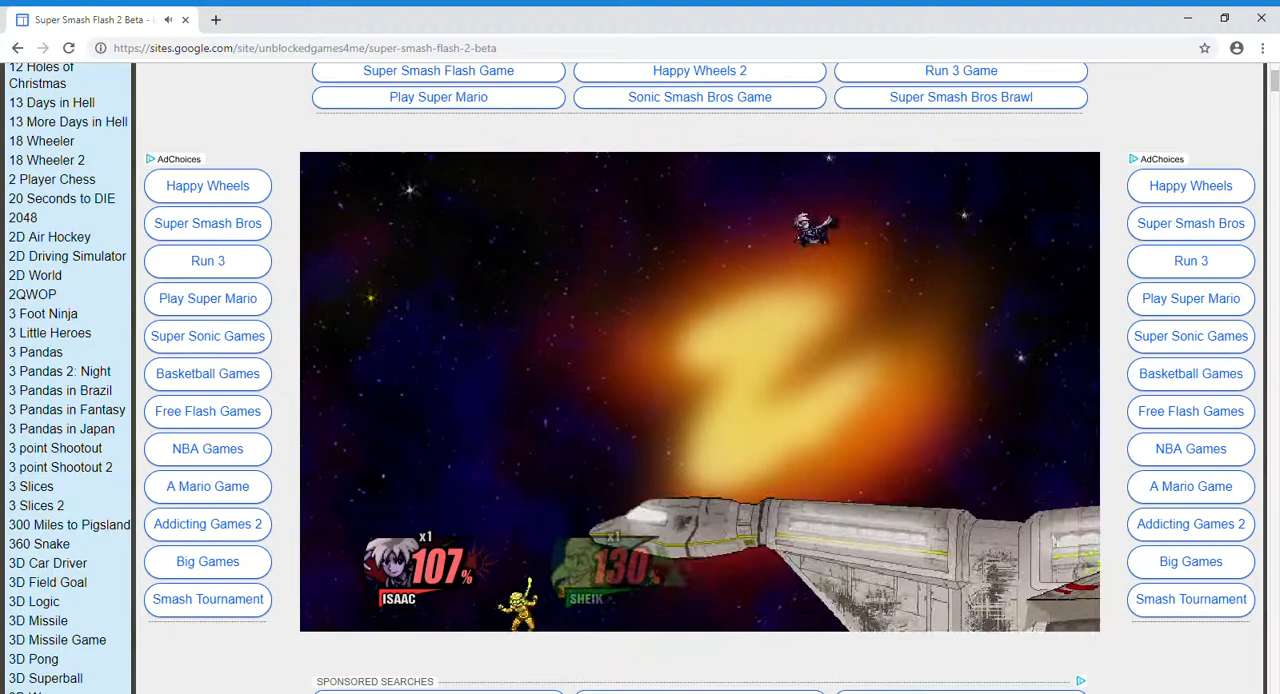 Super Smash Flash 2 Beta -
https://sites.google.com/site/unblockedgames4me/super-smash-flash-2-beta
12 Holes of
Christmas
13 Days in Hell
13 More Days in Hell
18 Wheeler
18 Wheeler 2
2 Player Chess
20 Seconds to DIE
2048
2D Air Hockey
2D Driving Simulator
2D World
2QWOP
3 Foot Ninja
3 Little Heroes
3 Pandas
3 Pandas 2: Night
3 Pandas in Brazil
3 Pandas in Fantasy
3 Pandas in Japan
3 point Shootout
3 point Shootout 2
3 Slices
3 Slices 2
300 Miles to Pigsland
360 Snake
3D Car Driver
3D Field Goal
3D Logic
3D Missile
3D Missile Game
3D Pong
3D Superball
Super Smash Flash Game
Happy Wheels 2
Run 3 Game
Play Super Mario
Sonic Smash Bros Game
Super Smash Bros Brawl
AdChoices
Happy Wheels
Super Smash Bros
Run 3
Play Super Mario
Super Sonic Games
Basketball Games
Free Flash Games
NBA Games
A Mario Game
Addicting Games 2
Big Games
Smash Tournament
x1
107%
ISAAC
x1
130%
SHEIK
AdChoices
Happy Wheels
Super Smash Bros
Run 3
Play Super Mario
Super Sonic Games
Basketball Games
Free Flash Games
NBA Games
A Mario Game
Addicting Games 2
Big Games
Smash Tournament
SPONSORED SEARCHES